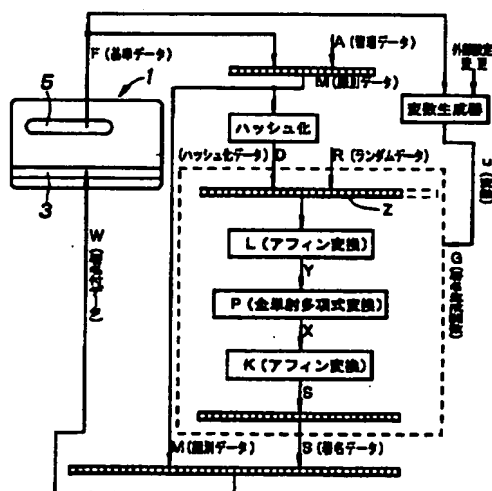 F (基準データ)
A (管理データ)
外部設定
変更
M (識別データ)
変数生成器
1
5
3
ハッシュ化
(ハッシュ化データ) D
R (ランダムデータ)
Z
L (アフィン変換)
Y
P (全単射多項式変換)
X
K (アフィン変換)
S
W
G
M (識別データ)
S (署名データ)